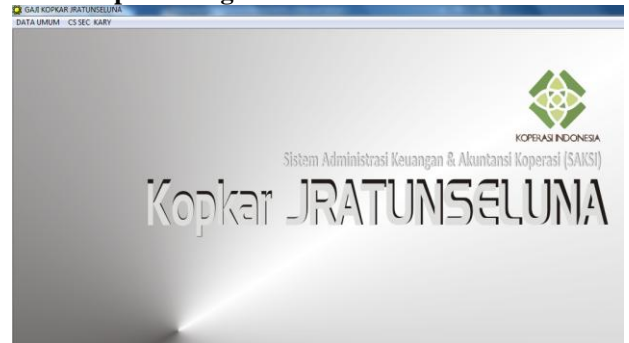 GAJI KOPKAR JRATUNSELUNA
DATA UMUM CS SEC KARY
KOPERASI INDONESIA
Sistem Administrasi Keuangan & Akuntansi Koperasi (SAKSI)
Kopkar JRATUNSELUNA